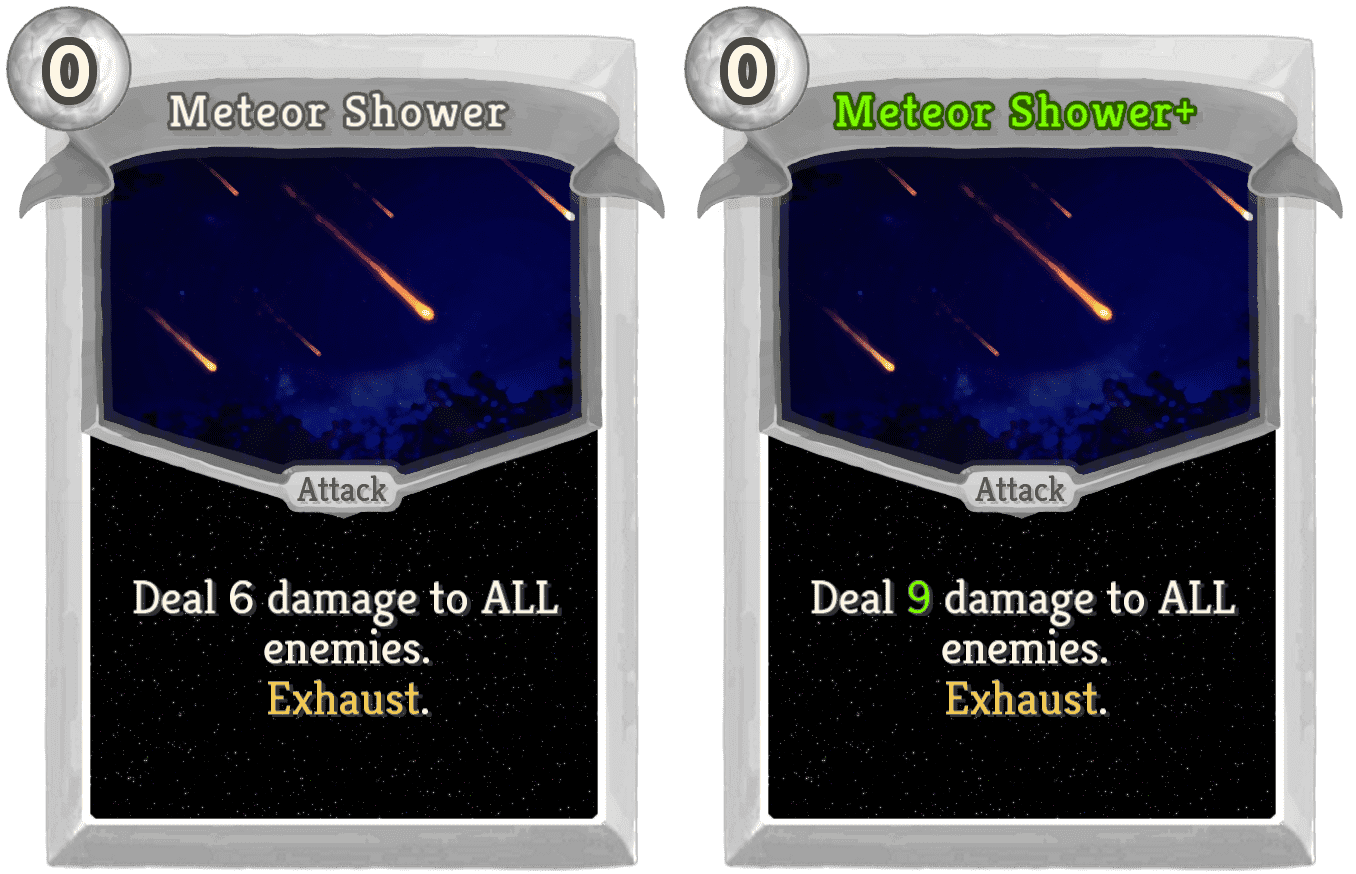 0
Meteor Shower
Attack
Deal 6 damage to ALL
enemies.
Exhaust.
0
Meteor Shower+
Attack
Deal 9 damage to ALL
enemies.
Exhaust.